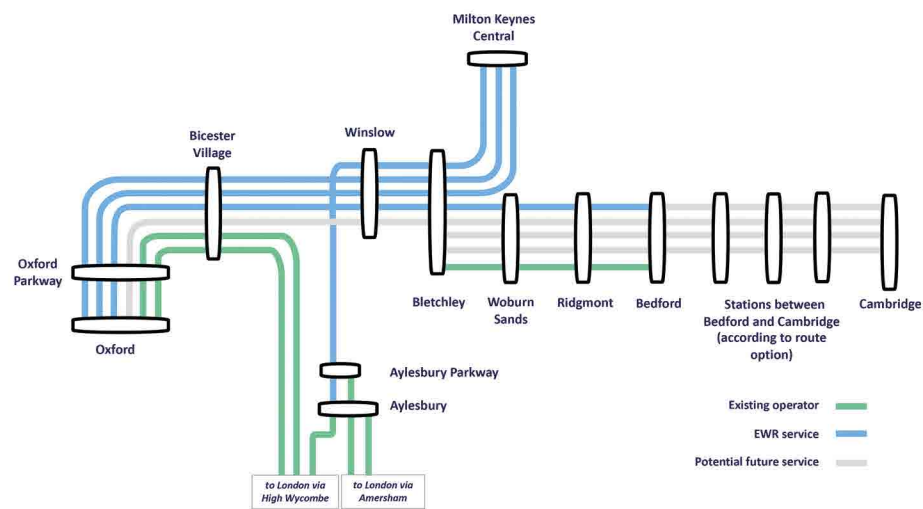 Milton Keynes
Central
Bicester
Village
Winslow
Oxford
Parkway
Oxford
Bletchley
Woburn
Sands
Ridgmont
Bedford
Stations between
Bedford and Cambridge
(according to route
option)
Cambridge
Aylesbury Parkway
Aylesbury
Existing operator
EWR service
Potential future service
to London via
High Wycombe
to London via
Amersham